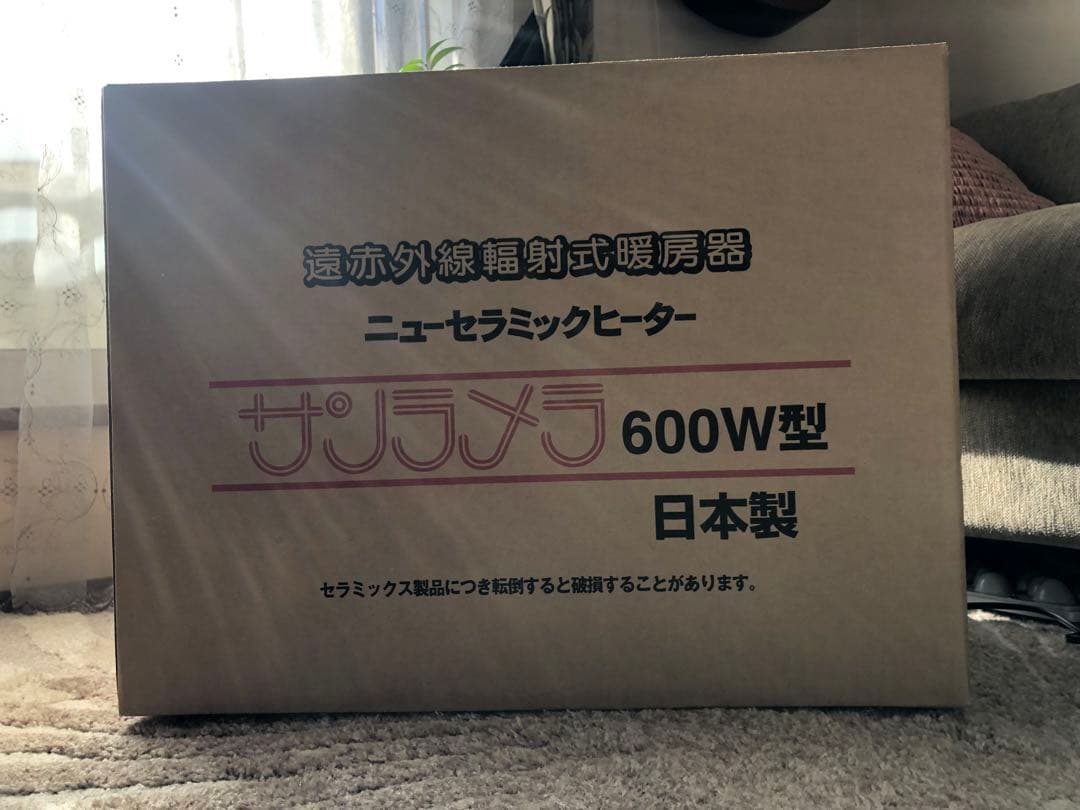 遠赤外線輻射式暖房器
ニューセラミックヒーター
サンラメラ 600W型
日本製
セラミックス製品につき転倒すると破損することがあります。